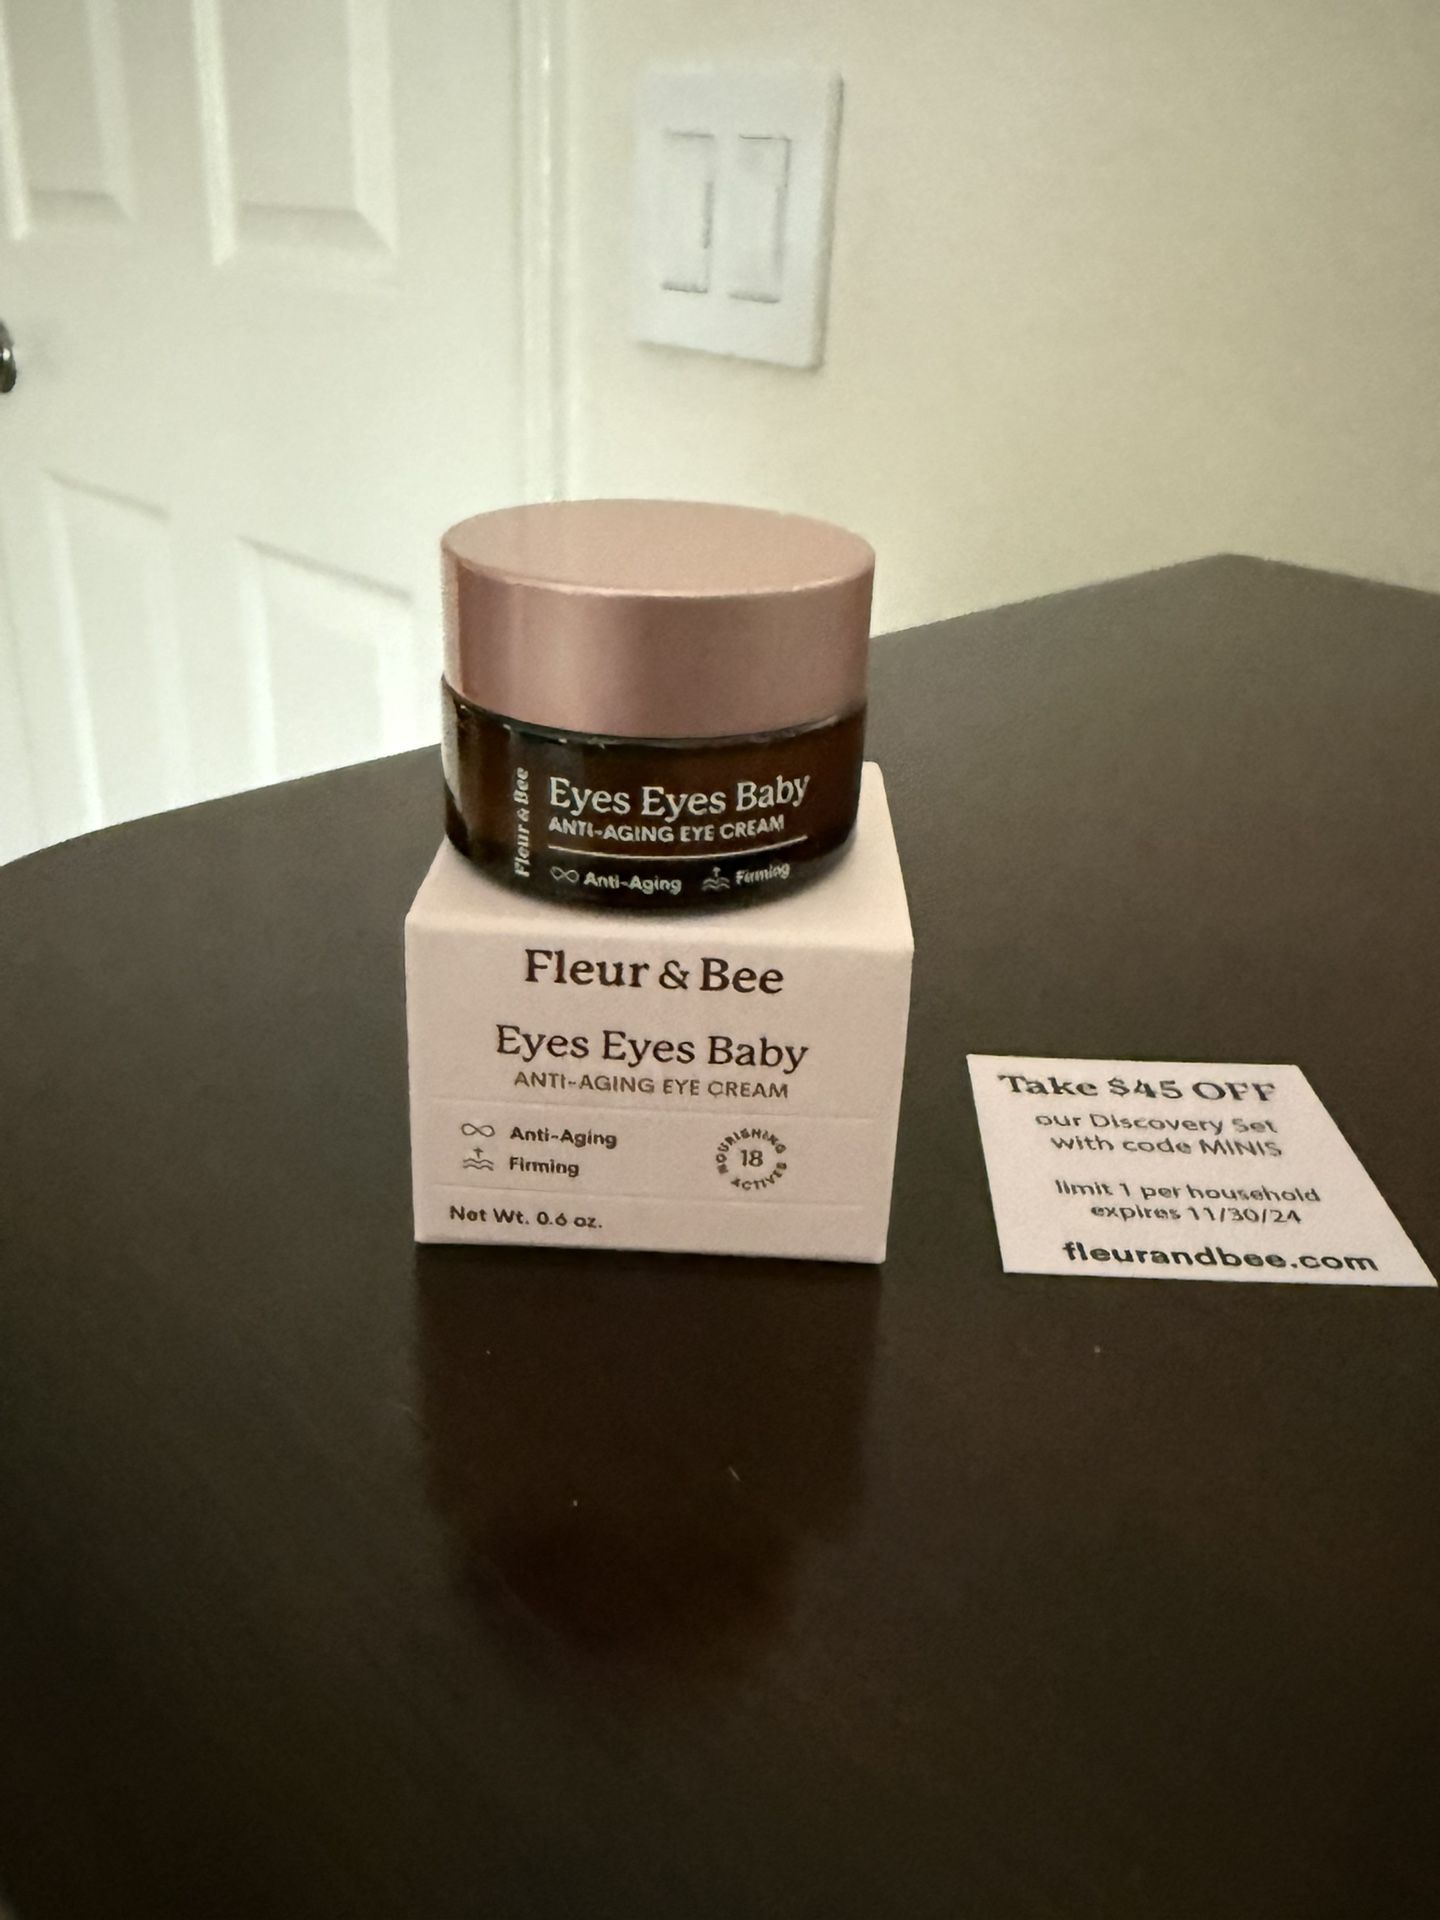 Fleur & Bee
Eyes Eyes Baby
ANTI-AGING EYE CREAM
Anti-Aging
Firming
Fleur & Bee
Eyes Eyes Baby
ANTI-AGING EYE CREAM
Anti-Aging
Firming
18
NOURISHING
ACTIVES
Net Wt. 0.6 oz.
Take $45 OFF
our Discovery Set
with code MINIS
limit 1 per household
expires 11/30/24
fleurandbee.com